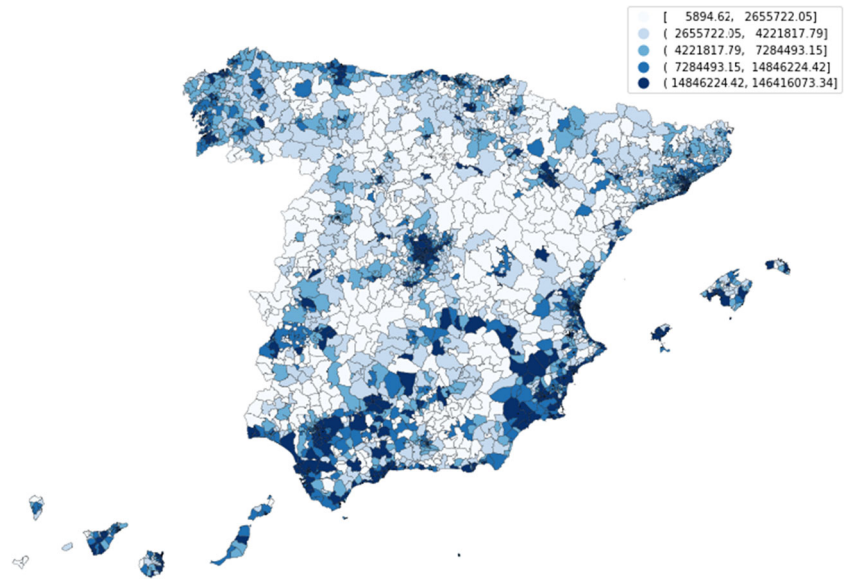 [ 5894.62, 2655722.05]
( 2655722.05, 4221817.79]
( 4221817.79, 7284493.15]
( 7284493.15, 14846224.42]
( 14846224.42, 146416073.34]